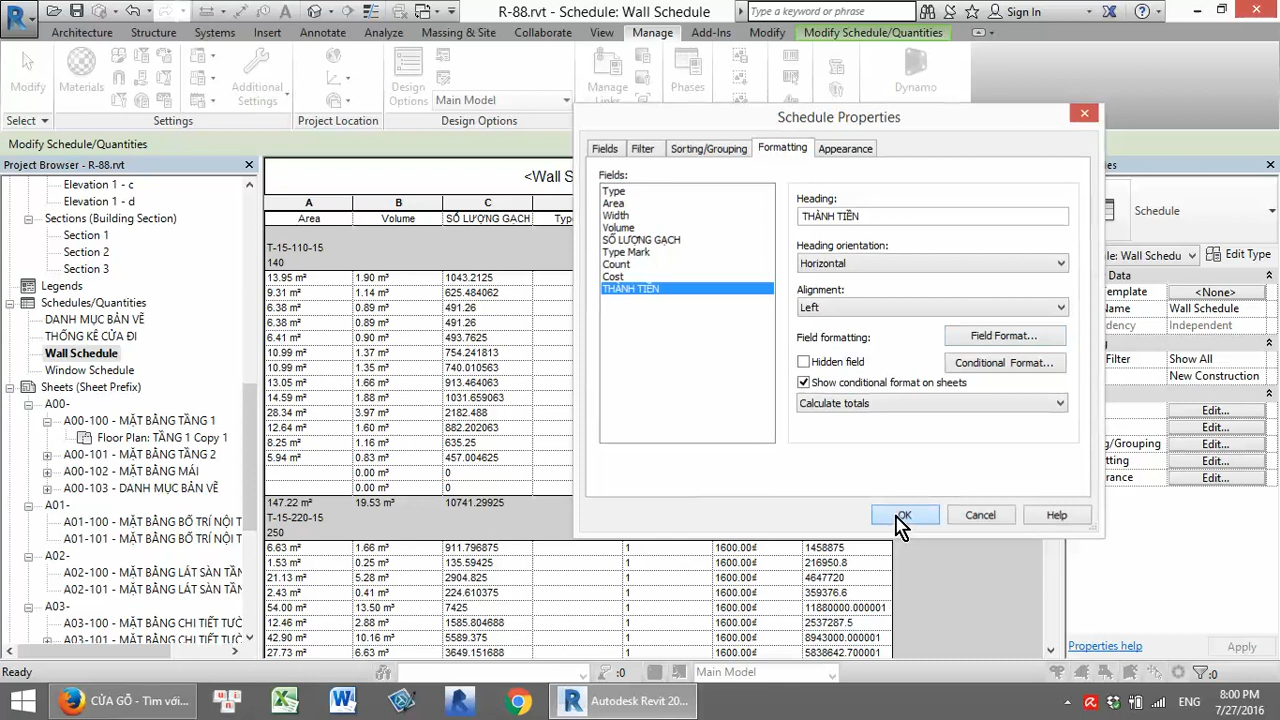 R-88.rvt - Schedule: Wall Schedule
Type a keyword or phrase
Sign In
Architecture Structure Systems Insert Annotate Analyze Massing & Site Collaborate View Manage Add-Ins Modify Modify Schedule/Quantities
Modify Materials Additional Settings Design Options Main Model Manage Links Phases Dynamo
Select Settings Project Location Design Options
Modify Schedule/Quantities
Project Browser - R-88.rvt
Elevation 1 - c
Elevation 1 - d
Sections (Building Section)
Section 1
Section 2
Section 3
Legends
Schedules/Quantities
DANH MỤC BẢN VẼ
THỐNG KÊ CỬA ĐI
Wall Schedule
Window Schedule
Sheets (Sheet Prefix)
A00-
A00-100 - MẶT BẰNG TẦNG 1
Floor Plan: TẦNG 1 Copy 1
A00-101 - MẶT BẰNG TẦNG 2
A00-102 - MẶT BẰNG MÁI
A00-103 - DANH MỤC BẢN VẼ
A01-
A01-100 - MẶT BẰNG BỐ TRÍ NỘI T
A01-101 - MẶT BẰNG BỐ TRÍ NỘI T
A02-
A02-100 - MẶT BẰNG LÁT SÀN TẦN
A02-101 - MẶT BẰNG LÁT SÀN TẦN
A03-
A03-100 - MẶT BẰNG CHI TIẾT TƯỜ
A03-101 - MẶT BẰNG CHI TIẾT TƯỜ
<Wall S
A B C
Area Volume SỐ LƯỢNG GẠCH Type
T-15-110-15
140
13.95 m² 1.90 m³ 1043.2125
9.31 m² 1.14 m³ 625.484062
6.38 m² 0.89 m³ 491.26
6.38 m² 0.89 m³ 491.26
6.41 m² 0.90 m³ 493.7625
10.99 m² 1.37 m³ 754.241813
10.99 m² 1.35 m³ 740.010563
13.05 m² 1.66 m³ 913.464063
14.59 m² 1.88 m³ 1031.659063
28.34 m² 3.97 m³ 2182.488
12.64 m² 1.60 m³ 882.202063
8.25 m² 1.16 m³ 635.25
5.94 m² 0.83 m³ 457.004625
0.00 m³ 0
0.00 m³ 0
147.22 m² 19.53 m³ 10741.29925
T-15-220-15
250
6.63 m² 1.66 m³ 911.796875 1 1600.00₫ 1458875
1.53 m² 0.25 m³ 135.59425 1 1600.00₫ 216950.8
21.13 m² 5.28 m³ 2904.825 1 1600.00₫ 4647720
2.43 m² 0.41 m³ 224.610375 1 1600.00₫ 359376.6
54.00 m² 13.50 m³ 7425 1 1600.00₫ 11880000.000001
12.46 m² 2.88 m³ 1585.804688 1 1600.00₫ 2537287.5
42.90 m² 10.16 m³ 5589.375 1 1600.00₫ 8943000.000001
27.73 m² 6.63 m³ 3649.151688 1 1600.00₫ 5838642.700001
Schedule Properties
Fields Filter Sorting/Grouping Formatting Appearance
Fields:
Type
Area
Width
Volume
SỐ LƯỢNG GẠCH
Type Mark
Count
Cost
THÀNH TIỀN
Heading:
THÀNH TIỀN
Heading orientation:
Horizontal
Alignment:
Left
Field formatting: Field Format...
Hidden field Conditional Format...
Show conditional format on sheets
Calculate totals
OK Cancel Help
ies
Schedule
le: Wall Schedu Edit Type
Data
Template <None>
Name Wall Schedule
ndency Independent
Filter Show All
New Construction
Edit...
Edit...
g/Grouping Edit...
tting Edit...
rance Edit...
Properties help Apply
Ready :0 Main Model :0
CỬA GỖ - Tìm với...
Autodesk Revit 20...
ENG
8:00 PM
7/27/2016